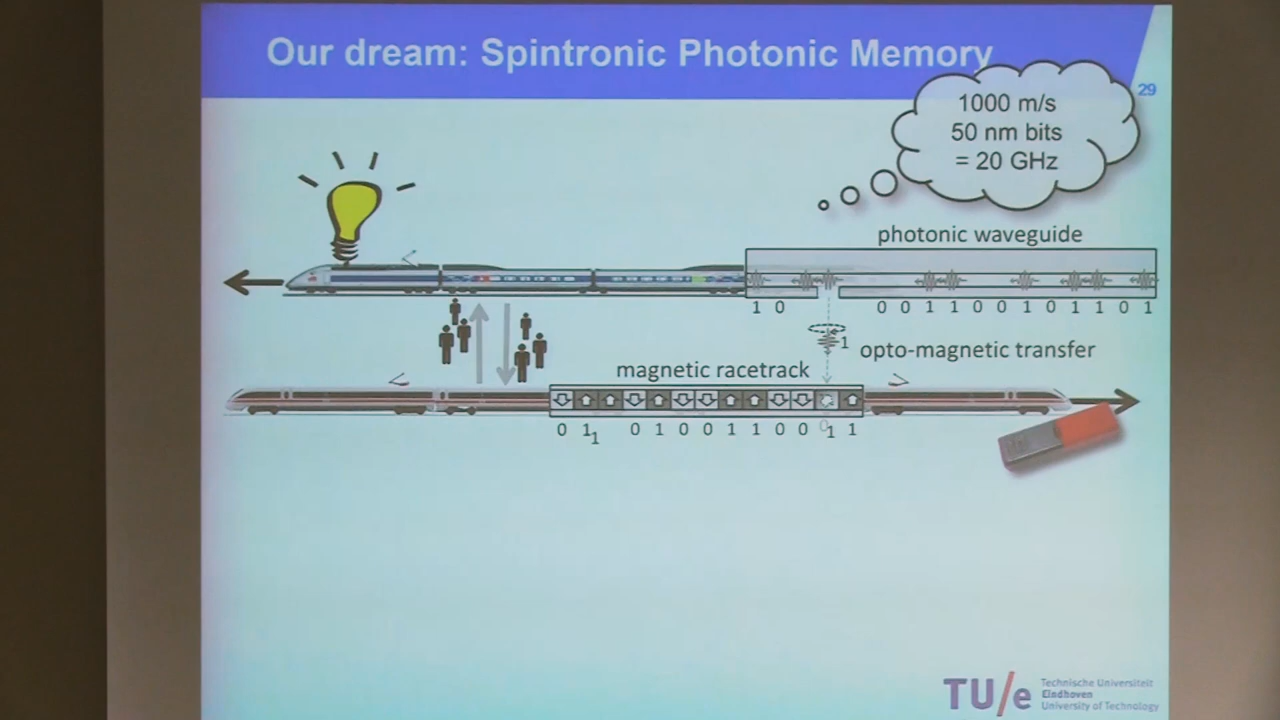 Our dream: Spintronic Photonic Memory
29
1000 m/s
50 nm bits
= 20 GHz
photonic waveguide
1 0 0 0 1 1 0 0 1 0 1 1 0 1
1
opto-magnetic transfer
magnetic racetrack
0 1 1 0 1 0 0 1 1 0 0 0 1 1
TU/e
Technische Universiteit
Eindhoven
University of Technology